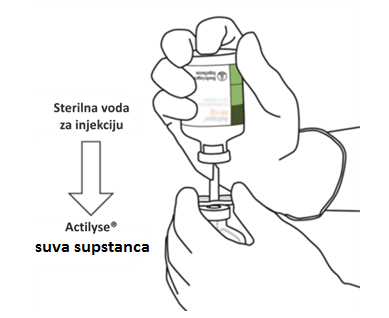 Sterilna voda
za injekciju
Actilyse®
suva supstanca